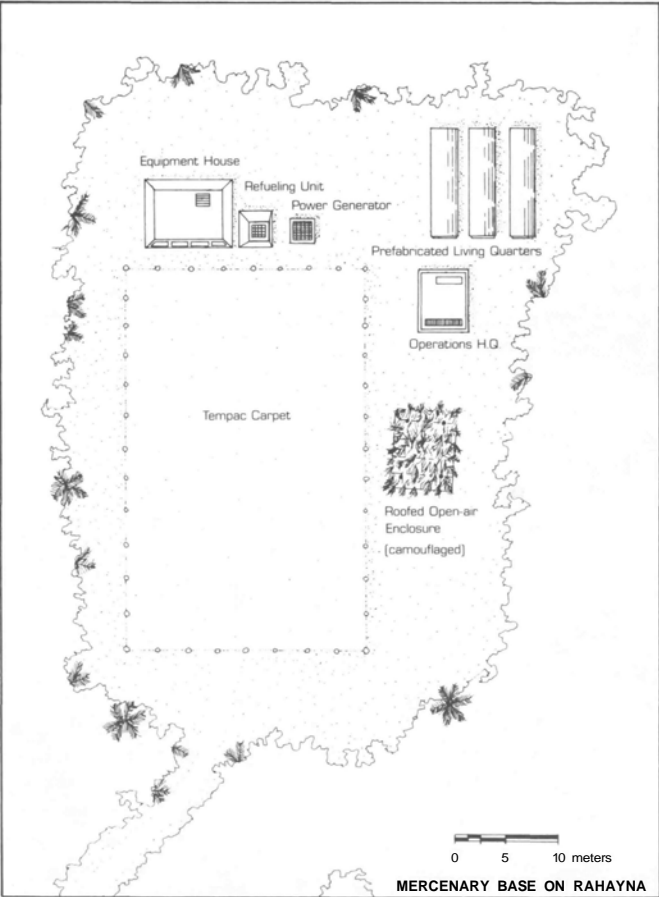 Equipment House
Refueling Unit
Power Generator
Prefabricated Living Quarters
Operations H.Q.
Tempac Carpet
Roofed Open-air
Enclosure
(camouflaged)
0 5 10 meters
MERCENARY BASE ON RAHAYNA